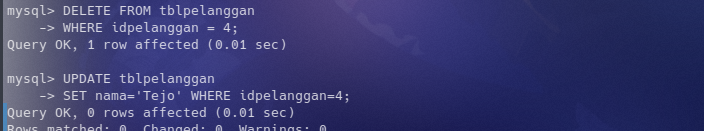 mysql> DELETE FROM tblpelanggan
    -> WHERE idpelanggan = 4;
Query OK, 1 row affected (0.01 sec)

mysql> UPDATE tblpelanggan
    -> SET nama='Tejo' WHERE idpelanggan=4;
Query OK, 0 rows affected (0.01 sec)
Rows matched: 0  Changed: 0  Warnings: 0